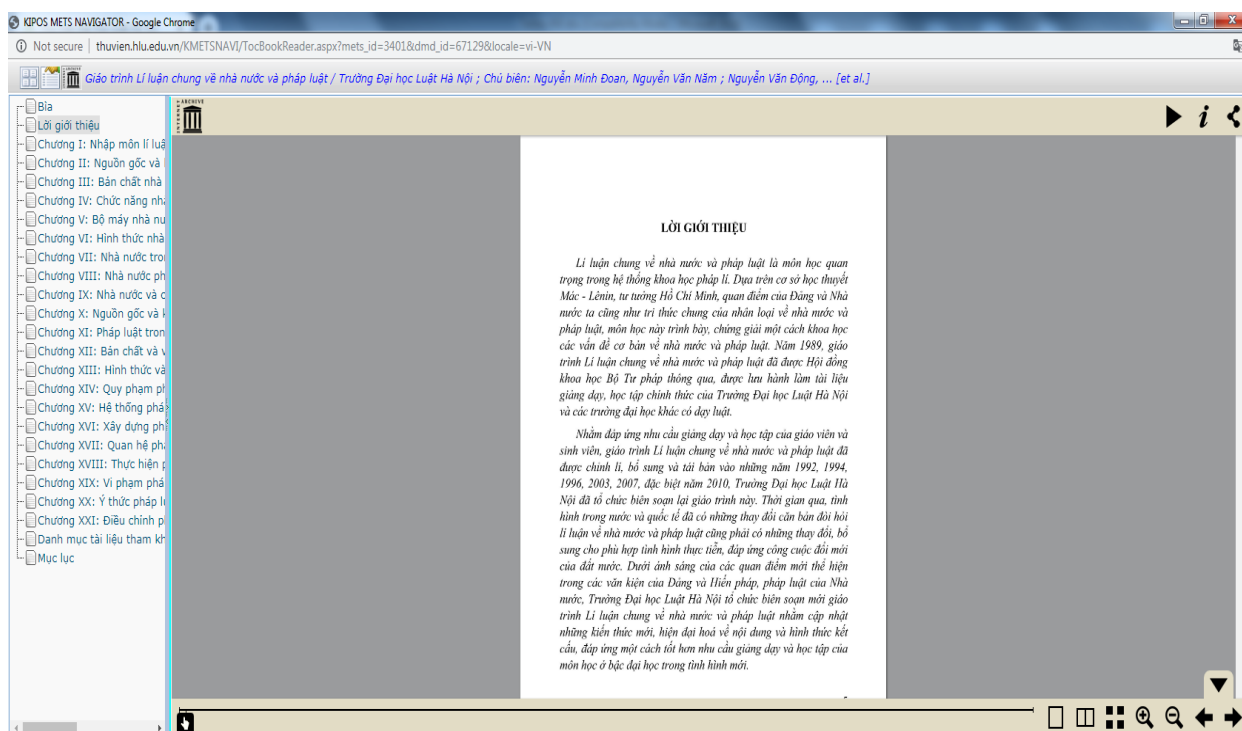 KIPOS METS NAVIGATOR - Google Chrome
Not secure | thuvien.hlu.edu.vn/KMETSNAVI/TocBookReader.aspx?mets_id=3401&dmd_id=67129&locale=vi-VN
Giáo trình Lí luận chung về nhà nước và pháp luật / Trường Đại học Luật Hà Nội ; Chủ biên: Nguyễn Minh Đoan, Nguyễn Văn Năm ; Nguyễn Văn Động, ... [et al.]
Bìa
Lời giới thiệu
Chương I: Nhập môn lí luậ
Chương II: Nguồn gốc và
Chương III: Bản chất nhà
Chương IV: Chức năng nhà
Chương V: Bộ máy nhà nư
Chương VI: Hình thức nhà
Chương VII: Nhà nước tro
Chương VIII: Nhà nước ph
Chương IX: Nhà nước và c
Chương X: Nguồn gốc và k
Chương XI: Pháp luật tron
Chương XII: Bản chất và v
Chương XIII: Hình thức và
Chương XIV: Quy phạm ph
Chương XV: Hệ thống phá
Chương XVI: Xây dựng ph
Chương XVII: Quan hệ phá
Chương XVIII: Thực hiện p
Chương XIX: Vi phạm phá
Chương XX: Ý thức pháp lu
Chương XXI: Điều chỉnh p
Danh mục tài liệu tham kh
Mục lục
INTERNET ARCHIVE
LỜI GIỚI THIỆU
Lí luận chung về nhà nước và pháp luật là môn học quan
trọng trong hệ thống khoa học pháp lí. Dựa trên cơ sở học thuyết
Mác - Lênin, tư tưởng Hồ Chí Minh, quan điểm của Đảng và Nhà
nước ta cũng như tri thức chung của nhân loại về nhà nước và
pháp luật, môn học này trình bày, chứng giải một cách khoa học
các vấn đề cơ bản về nhà nước và pháp luật. Năm 1989, giáo
trình Lí luận chung về nhà nước và pháp luật đã được Hội đồng
khoa học Bộ Tư pháp thông qua, được lưu hành làm tài liệu
giảng dạy, học tập chính thức của Trường Đại học Luật Hà Nội
và các trường đại học khác có dạy luật.
Nhằm đáp ứng nhu cầu giảng dạy và học tập của giáo viên và
sinh viên, giáo trình Lí luận chung về nhà nước và pháp luật đã
được chỉnh lí, bổ sung và tái bản vào những năm 1992, 1994,
1996, 2003, 2007, đặc biệt năm 2010, Trường Đại học Luật Hà
Nội đã tổ chức biên soạn lại giáo trình này. Thời gian qua, tình
hình trong nước và quốc tế đã có những thay đổi căn bản đòi hỏi
lí luận về nhà nước và pháp luật cũng phải có những thay đổi, bổ
sung cho phù hợp tình hình thực tiễn, đáp ứng công cuộc đổi mới
của đất nước. Dưới ánh sáng của các quan điểm mới thể hiện
trong các văn kiện của Đảng và Hiến pháp, pháp luật của Nhà
nước, Trường Đại học Luật Hà Nội tổ chức biên soạn mới giáo
trình Lí luận chung về nhà nước và pháp luật nhằm cập nhật
những kiến thức mới, hiện đại hoá về nội dung và hình thức kết
cấu, đáp ứng một cách tốt hơn nhu cầu giảng dạy và học tập của
môn học ở bậc đại học trong tình hình mới.